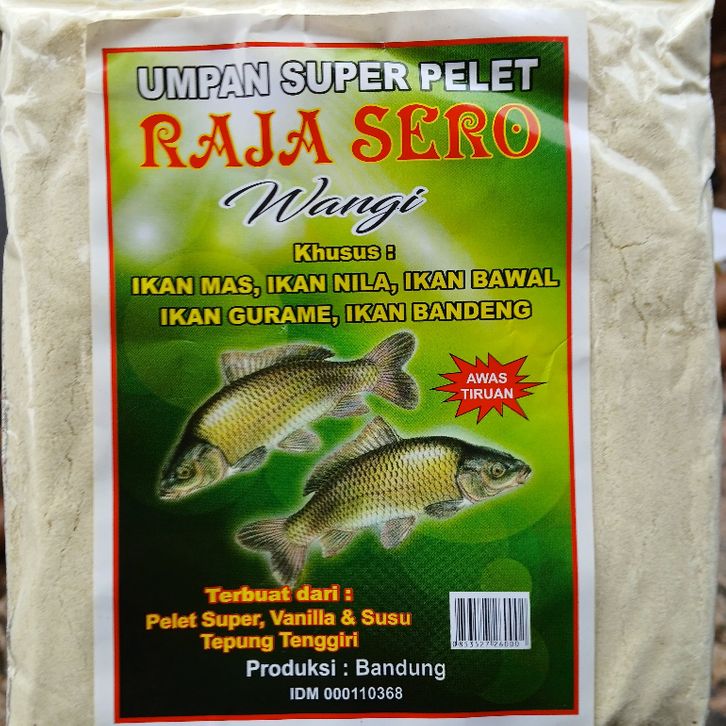 UMPAN SUPER PELET
RAJA SERO
Wangi
Khusus :
IKAN MAS, IKAN NILA, IKAN BAWAL
IKAN GURAME, IKAN BANDENG
AWAS
TIRUAN
Terbuat dari :
Pelet Super, Vanilla & Susu
Tepung Tenggiri
Produksi : Bandung
IDM 000110368